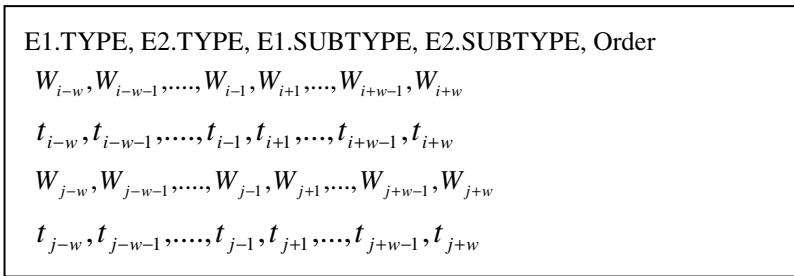 E1.TYPE, E2.TYPE, E1.SUBTYPE, E2.SUBTYPE, Order
W_{i-w}, W_{i-w-1}, ...., W_{i-1}, W_{i+1}, ..., W_{i+w-1}, W_{i+w}
t_{i-w}, t_{i-w-1}, ...., t_{i-1}, t_{i+1}, ..., t_{i+w-1}, t_{i+w}
W_{j-w}, W_{j-w-1}, ...., W_{j-1}, W_{j+1}, ..., W_{j+w-1}, W_{j+w}
t_{j-w}, t_{j-w-1}, ...., t_{j-1}, t_{j+1}, ..., t_{j+w-1}, t_{j+w}